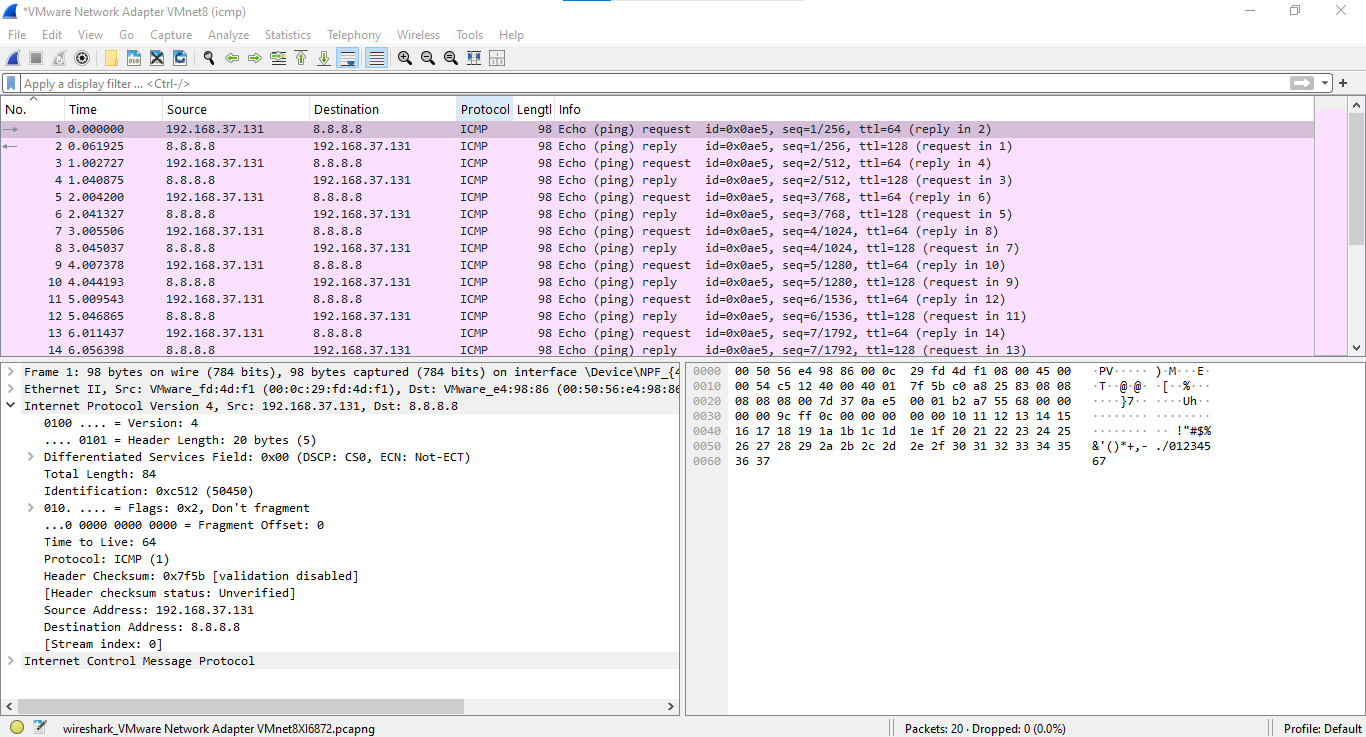 *VMware Network Adapter VMnet8 (icmp)
File Edit View Go Capture Analyze Statistics Telephony Wireless Tools Help
Apply a display filter ... <Ctrl-/>
No. Time Source Destination Protocol Lengtl Info
1 0.000000 192.168.37.131 8.8.8.8 ICMP 98 Echo (ping) request id=0x0ae5, seq=1/256, ttl=64 (reply in 2)
2 0.061925 8.8.8.8 192.168.37.131 ICMP 98 Echo (ping) reply id=0x0ae5, seq=1/256, ttl=128 (request in 1)
3 1.002727 192.168.37.131 8.8.8.8 ICMP 98 Echo (ping) request id=0x0ae5, seq=2/512, ttl=64 (reply in 4)
4 1.040875 8.8.8.8 192.168.37.131 ICMP 98 Echo (ping) reply id=0x0ae5, seq=2/512, ttl=128 (request in 3)
5 2.004200 192.168.37.131 8.8.8.8 ICMP 98 Echo (ping) request id=0x0ae5, seq=3/768, ttl=64 (reply in 6)
6 2.041327 8.8.8.8 192.168.37.131 ICMP 98 Echo (ping) reply id=0x0ae5, seq=3/768, ttl=128 (request in 5)
7 3.005506 192.168.37.131 8.8.8.8 ICMP 98 Echo (ping) request id=0x0ae5, seq=4/1024, ttl=64 (reply in 8)
8 3.045037 8.8.8.8 192.168.37.131 ICMP 98 Echo (ping) reply id=0x0ae5, seq=4/1024, ttl=128 (request in 7)
9 4.007378 192.168.37.131 8.8.8.8 ICMP 98 Echo (ping) request id=0x0ae5, seq=5/1280, ttl=64 (reply in 10)
10 4.044193 8.8.8.8 192.168.37.131 ICMP 98 Echo (ping) reply id=0x0ae5, seq=5/1280, ttl=128 (request in 9)
11 5.009543 192.168.37.131 8.8.8.8 ICMP 98 Echo (ping) request id=0x0ae5, seq=6/1536, ttl=64 (reply in 12)
12 5.046865 8.8.8.8 192.168.37.131 ICMP 98 Echo (ping) reply id=0x0ae5, seq=6/1536, ttl=128 (request in 11)
13 6.011437 192.168.37.131 8.8.8.8 ICMP 98 Echo (ping) request id=0x0ae5, seq=7/1792, ttl=64 (reply in 14)
14 6.056398 8.8.8.8 192.168.37.131 ICMP 98 Echo (ping) reply id=0x0ae5, seq=7/1792, ttl=128 (request in 13)
Frame 1: 98 bytes on wire (784 bits), 98 bytes captured (784 bits) on interface \Device\NPF_{4
Ethernet II, Src: VMware_fd:4d:f1 (00:0c:29:fd:4d:f1), Dst: VMware_e4:98:86 (00:50:56:e4:98:86
Internet Protocol Version 4, Src: 192.168.37.131, Dst: 8.8.8.8
0100 .... = Version: 4
.... 0101 = Header Length: 20 bytes (5)
Differentiated Services Field: 0x00 (DSCP: CS0, ECN: Not-ECT)
Total Length: 84
Identification: 0xc512 (50450)
010. .... = Flags: 0x2, Don't fragment
...0 0000 0000 0000 = Fragment Offset: 0
Time to Live: 64
Protocol: ICMP (1)
Header Checksum: 0x7f5b [validation disabled]
[Header checksum status: Unverified]
Source Address: 192.168.37.131
Destination Address: 8.8.8.8
[Stream index: 0]
Internet Control Message Protocol
0000 00 50 56 e4 98 86 00 0c 29 fd 4d f1 08 00 45 00 ·PV····· )·M···E·
0010 00 54 c5 12 40 00 40 01 7f 5b c0 a8 25 83 08 08 ·T··@·@· ·[··%···
0020 08 08 08 00 7d 37 0a e5 00 01 b2 a7 55 68 00 00 ····}7·· ····Uh··
0030 00 00 9c ff 0c 00 00 00 00 00 10 11 12 13 14 15 ········ ········
0040 16 17 18 19 1a 1b 1c 1d 1e 1f 20 21 22 23 24 25 ········ ·· !"#$%
0050 26 27 28 29 2a 2b 2c 2d 2e 2f 30 31 32 33 34 35 &'()*+,- ./012345
0060 36 37 67
wireshark_VMware Network Adapter VMnet8XI6872.pcapng Packets: 20 · Dropped: 0 (0.0%) Profile: Default